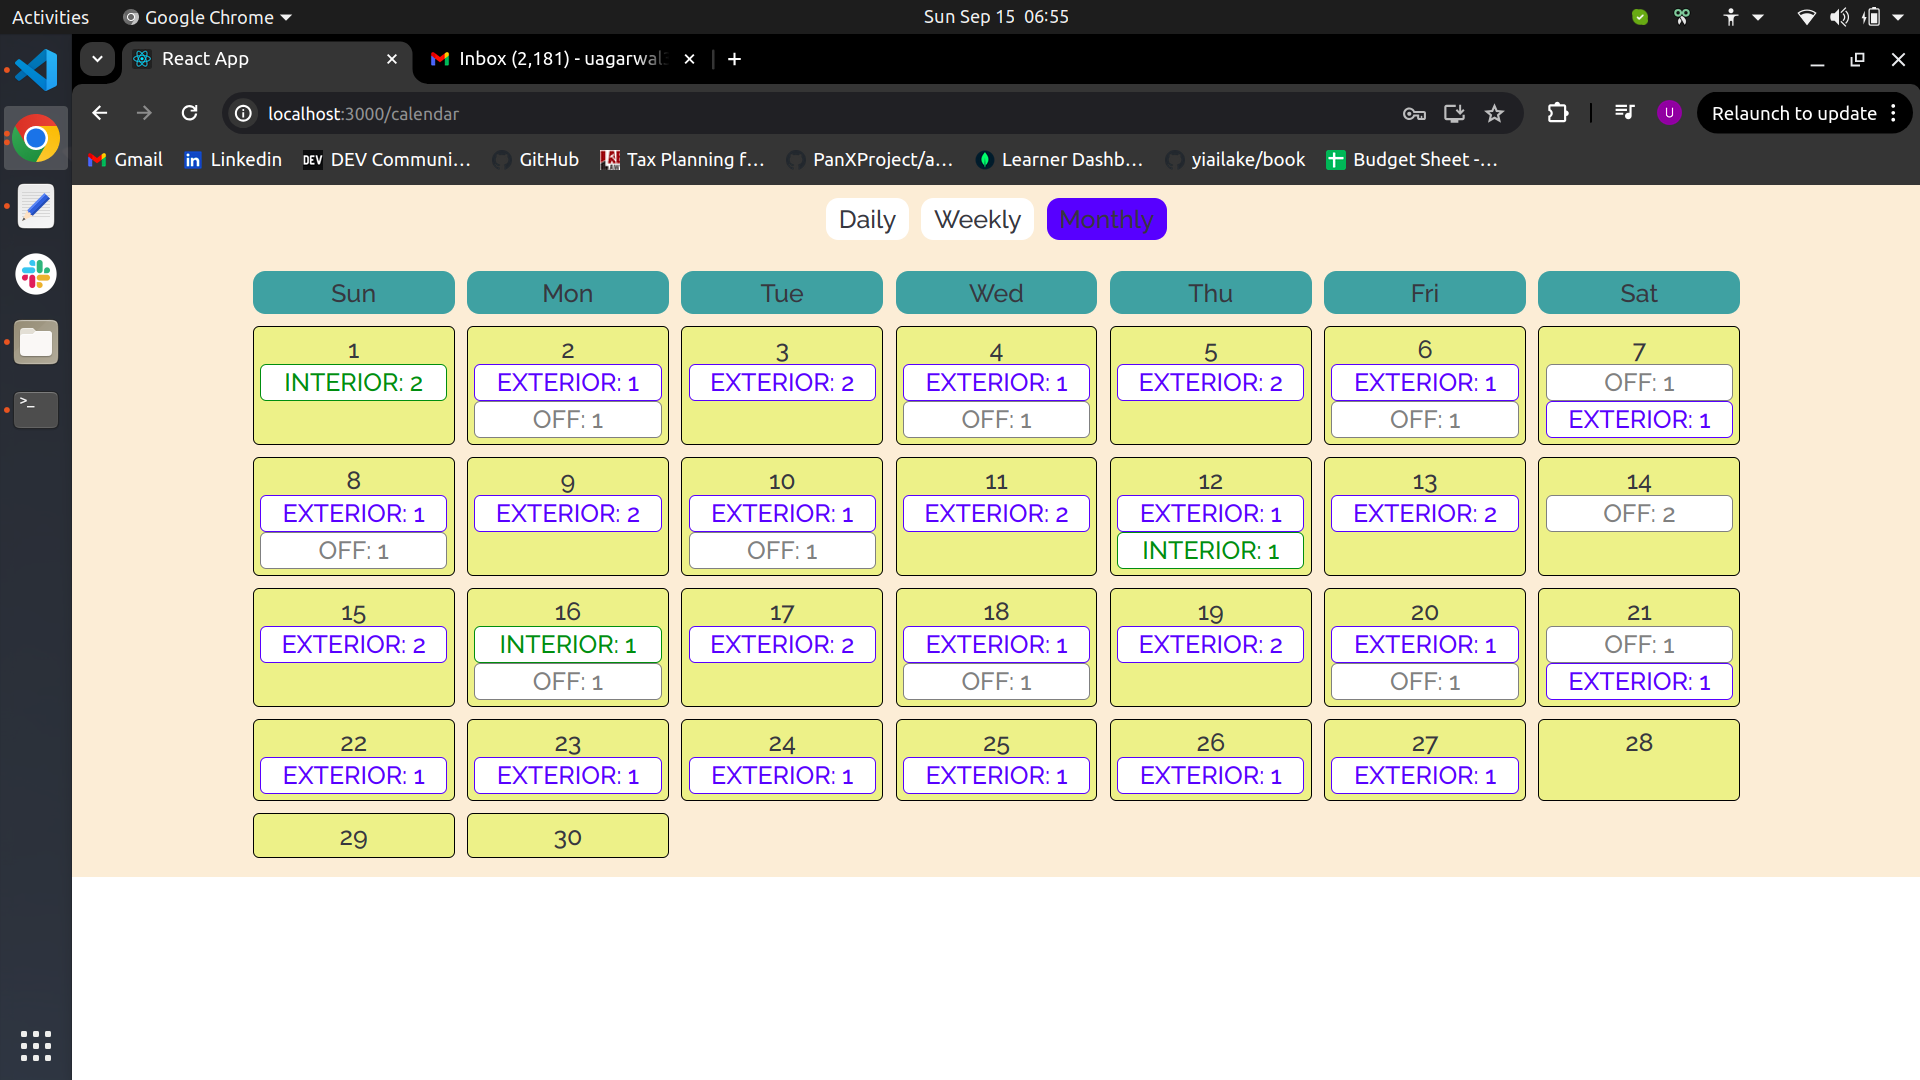 Activities Google Chrome Sun Sep 15 06:55
React App Inbox (2,181) - uagarwal
localhost:3000/calendar U Relaunch to update
Gmail Linkedin DEV DEV Communi... GitHub Tax Planning f... PanXProject/a... Learner Dashb... yiailake/book Budget Sheet -...
Daily Weekly Monthly
Sun Mon Tue Wed Thu Fri Sat
1 2 3 4 5 6 7
INTERIOR: 2 EXTERIOR: 1 EXTERIOR: 2 EXTERIOR: 1 EXTERIOR: 2 EXTERIOR: 1 OFF: 1
OFF: 1 OFF: 1 OFF: 1 EXTERIOR: 1
8 9 10 11 12 13 14
EXTERIOR: 1 EXTERIOR: 2 EXTERIOR: 1 EXTERIOR: 2 EXTERIOR: 1 EXTERIOR: 2 OFF: 2
OFF: 1 OFF: 1 INTERIOR: 1
15 16 17 18 19 20 21
EXTERIOR: 2 INTERIOR: 1 EXTERIOR: 2 EXTERIOR: 1 EXTERIOR: 2 EXTERIOR: 1 OFF: 1
OFF: 1 OFF: 1 OFF: 1 EXTERIOR: 1
22 23 24 25 26 27 28
EXTERIOR: 1 EXTERIOR: 1 EXTERIOR: 1 EXTERIOR: 1 EXTERIOR: 1 EXTERIOR: 1
29 30